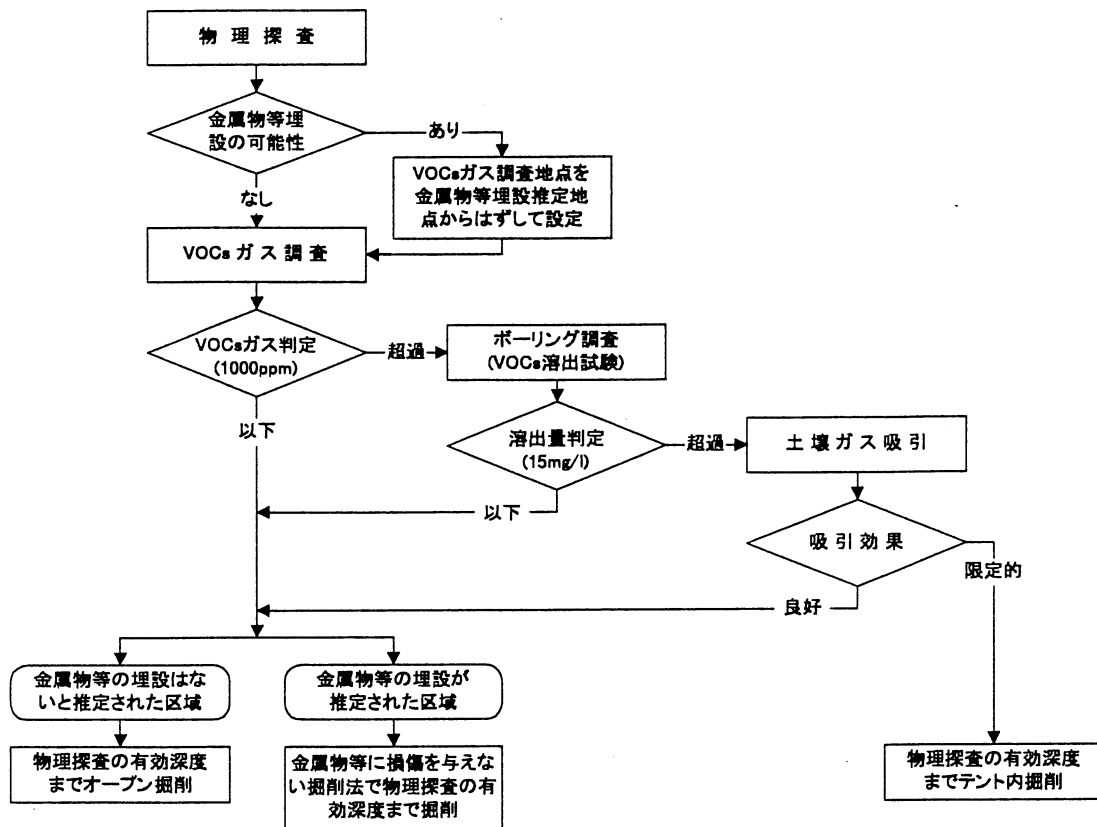 物 理 探 査
金属物等埋
設の可能性
あり
なし
VOCsガス調査地点を
金属物等埋設推定地
点からはずして設定
VOCs ガ ス 調 査
VOCsガス判定
(1000ppm)
超過
以下
ボーリング調査
(VOCs溶出試験)
溶出量判定
(15mg/l)
超過
以下
土 壌 ガ ス 吸 引
吸 引 効 果
限定的
良好
金属物等の埋設はな
いと推定された区域
金属物等の埋設が
推定された区域
物理探査の有効深度
までオープン掘削
金属物等に損傷を与えな
い掘削法で物理探査の有
効深度まで掘削
物理探査の有効深度
までテント内掘削